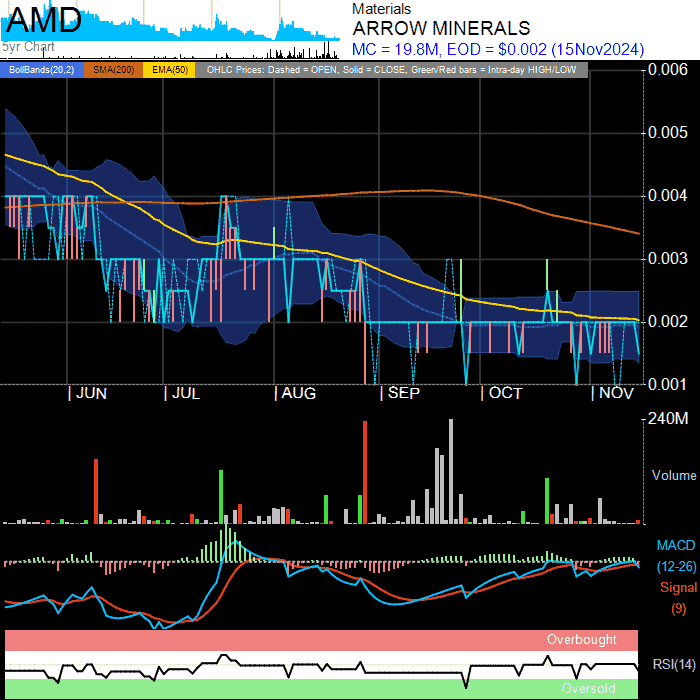 AMD
5yr Chart
Materials
ARROW MINERALS
MC = 19.8M, EOD = $0.002 (15Nov2024)
BollBands(20,2) SMA(200) EMA(50) OHLC Prices: Dashed = OPEN, Solid = CLOSE, Green/Red bars = Intra-day HIGH/LOW
0.006
0.005
0.004
0.003
0.002
0.001
JUN JUL AUG SEP OCT NOV
240M
Volume
MACD
(12-26)
Signal
(9)
Overbought
RSI(14)
Oversold